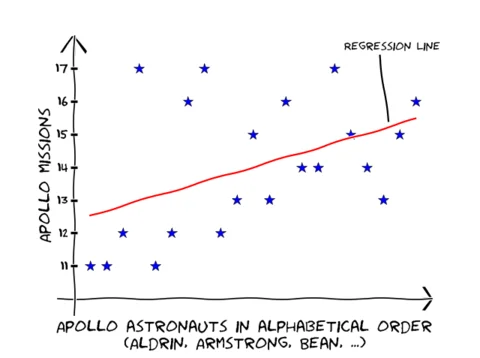 REGRESSION LINE
17
16
15
14
13
12
11
APOLLO MISSIONS
APOLLO ASTRONAUTS IN ALPHABETICAL ORDER
(ALDRIN, ARMSTRONG, BEAN, ...)